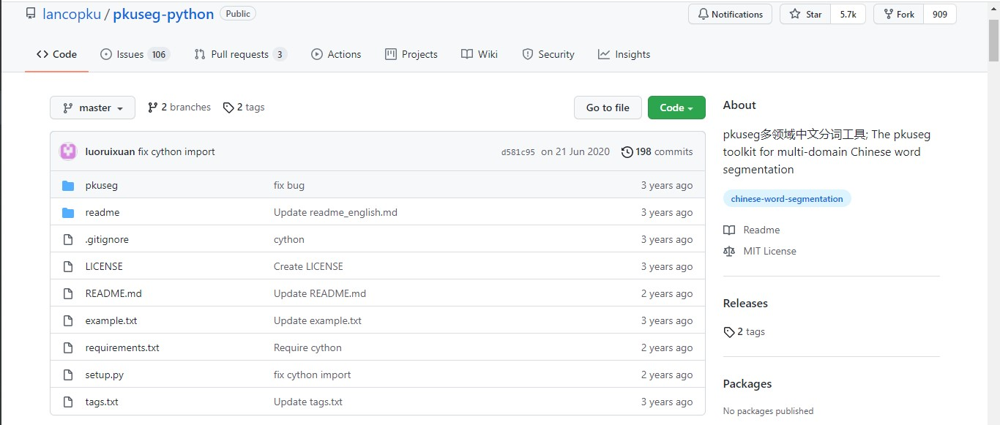 lancopku / pkuseg-python Public Notifications Star 5.7k Fork 909
Code Issues 106 Pull requests 3 Actions Projects Wiki Security Insights
master 2 branches 2 tags Go to file Code
luoruixuan fix cython import d581c95 on 21 Jun 2020 198 commits
pkuseg fix bug 3 years ago
readme Update readme_english.md 3 years ago
.gitignore cython 3 years ago
LICENSE Create LICENSE 3 years ago
README.md Update README.md 2 years ago
example.txt Update example.txt 3 years ago
requirements.txt Require cython 2 years ago
setup.py fix cython import 2 years ago
tags.txt Update tags.txt 3 years ago
About
pkuseg多领域中文分词工具; The pkuseg
toolkit for multi-domain Chinese word
segmentation
chinese-word-segmentation
Readme
MIT License
Releases
2 tags
Packages
No packages published